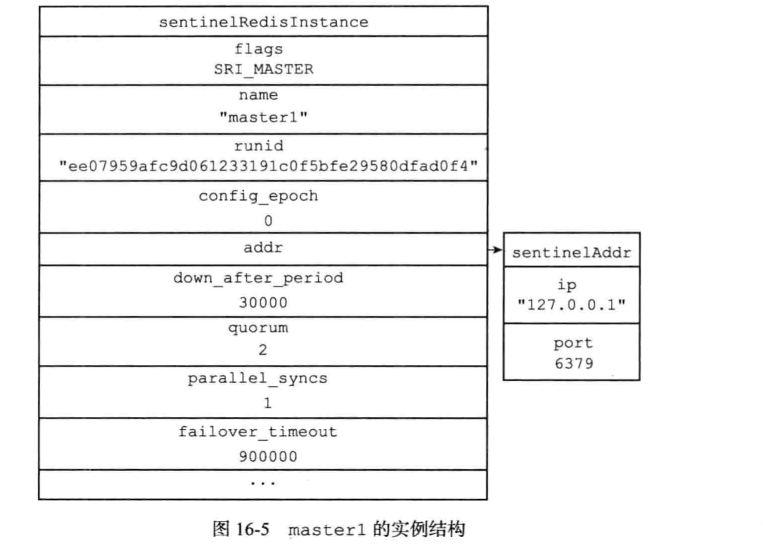 sentinelRedisInstance
flags
SRI_MASTER
name
"master1"
runid
"ee07959afc9d061233191c0f5bfe29580dfad0f4"
config_epoch
0
addr
down_after_period
30000
quorum
2
parallel_syncs
1
failover_timeout
900000
...
sentinelAddr
ip
"127.0.0.1"
port
6379
图 16-5 master1 的实例结构